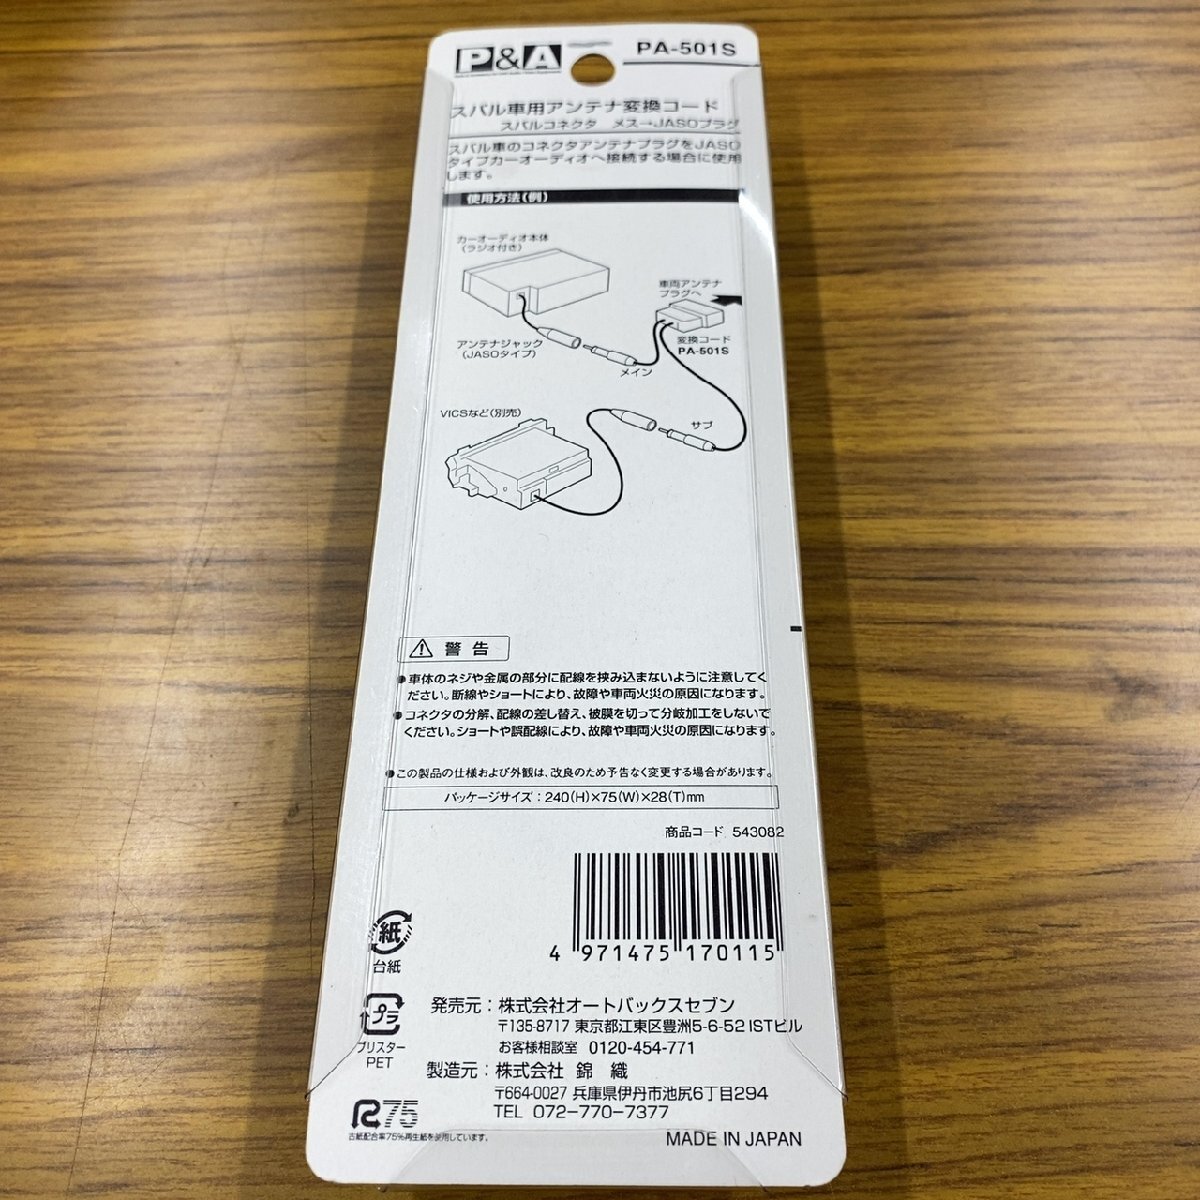 P&A
PA-501S
スバル車用アンテナ変換コード
スバルコネクタ メス→JASOプラグ
スバル車のコネクタアンテナプラグをJASO
タイプカーオーディオへ接続する場合に使用
します。
使用方法(例)
カーオーディオ本体
(ラジオ付き)
車両アンテナ
プラグへ
アンテナジャック
(JASOタイプ)
変換コード
PA-501S
メイン
VICSなど(別売)
サブ
警告
●車体のネジや金属の部分に配線を挟み込まないように注意してく
ださい。断線やショートにより、故障や車両火災の原因になります。
●コネクタの分解、配線の差し替え、被膜を切って分岐加工をしないで
ください。ショートや誤配線により、故障や車両火災の原因になります。
●この製品の仕様および外観は、改良のため予告なく変更する場合があります。
パッケージサイズ：240(H)×75(W)×28(T)mm
商品コード 543082
4 971475 170115
紙
台紙
プラ
ブリスター
PET
発売元：株式会社オートバックスセブン
〒135-8717 東京都江東区豊洲5-6-52 ISTビル
お客様相談室 0120-454-771
製造元：株式会社 錦織
〒664-0027 兵庫県伊丹市池尻6丁目294
TEL 072-770-7377
R75
古紙配合率75%再生紙を使用しています。
MADE IN JAPAN